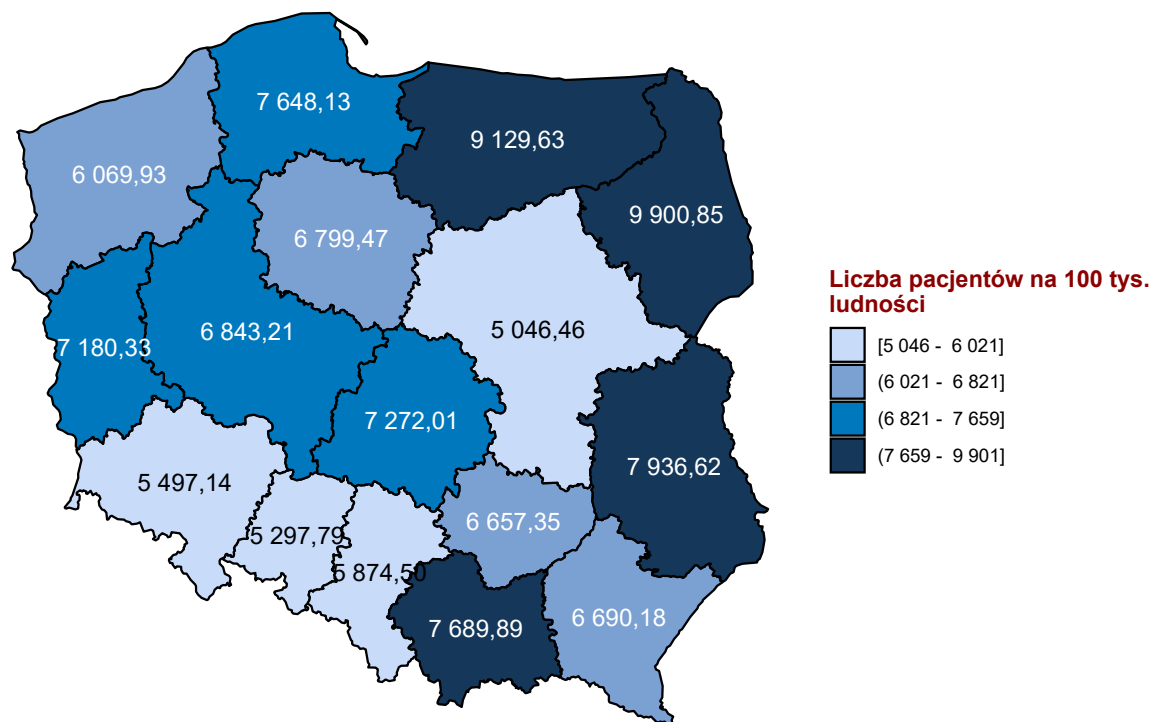 7 648,13
9 129,63
6 069,93
9 900,85
6 799,47
Liczba pacjentów na 100 tys.
ludności
6 843,21
5 046,46
7 180,33
[5 046 - 6 021]
(6 021 - 6 821]
(6 821 - 7 659]
(7 659 - 9 901]
7 272,01
7 936,62
5 497,14
6 657,35
5 297,79
5 874,50
7 689,89
6 690,18